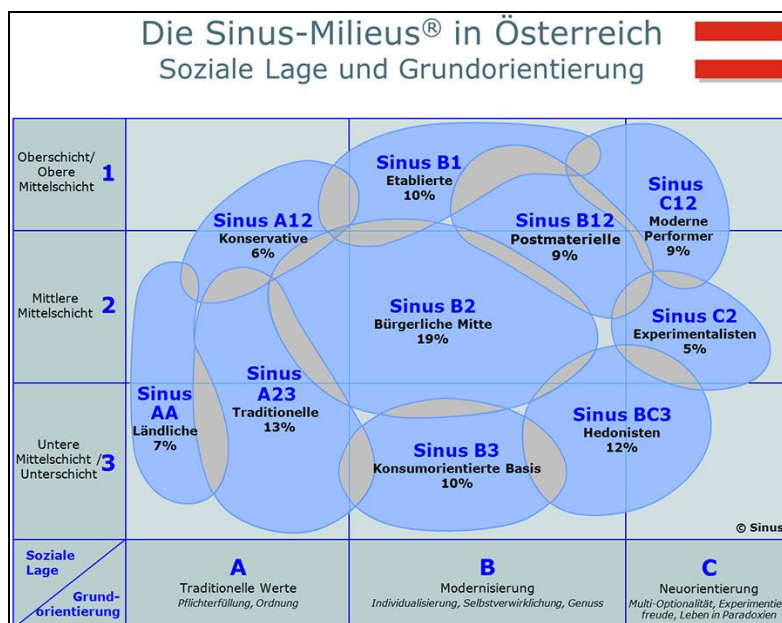 Die Sinus-Milieus® in Österreich
Soziale Lage und Grundorientierung
Oberschicht/
Obere
Mittelschicht
1
Mittlere
Mittelschicht
2
Untere
Mittelschicht /
Unterschicht
3
Sinus B1
Etablierte
10%
Sinus A12
Konservative
6%
Sinus B12
Postmaterielle
9%
Sinus
C12
Moderne
Performer
9%
Sinus B2
Bürgerliche Mitte
19%
Sinus C2
Experimentalisten
5%
Sinus
AA
Ländliche
7%
Sinus
A23
Traditionelle
13%
Sinus B3
Konsumorientierte Basis
10%
Sinus BC3
Hedonisten
12%
© Sinus
Soziale
Lage
Grund-
orientierung
A
Traditionelle Werte
Pflichterfüllung, Ordnung
B
Modernisierung
Individualisierung, Selbstverwirklichung, Genuss
C
Neuorientierung
Multi-Optionalität, Experimentie
freude, Leben in Paradoxien